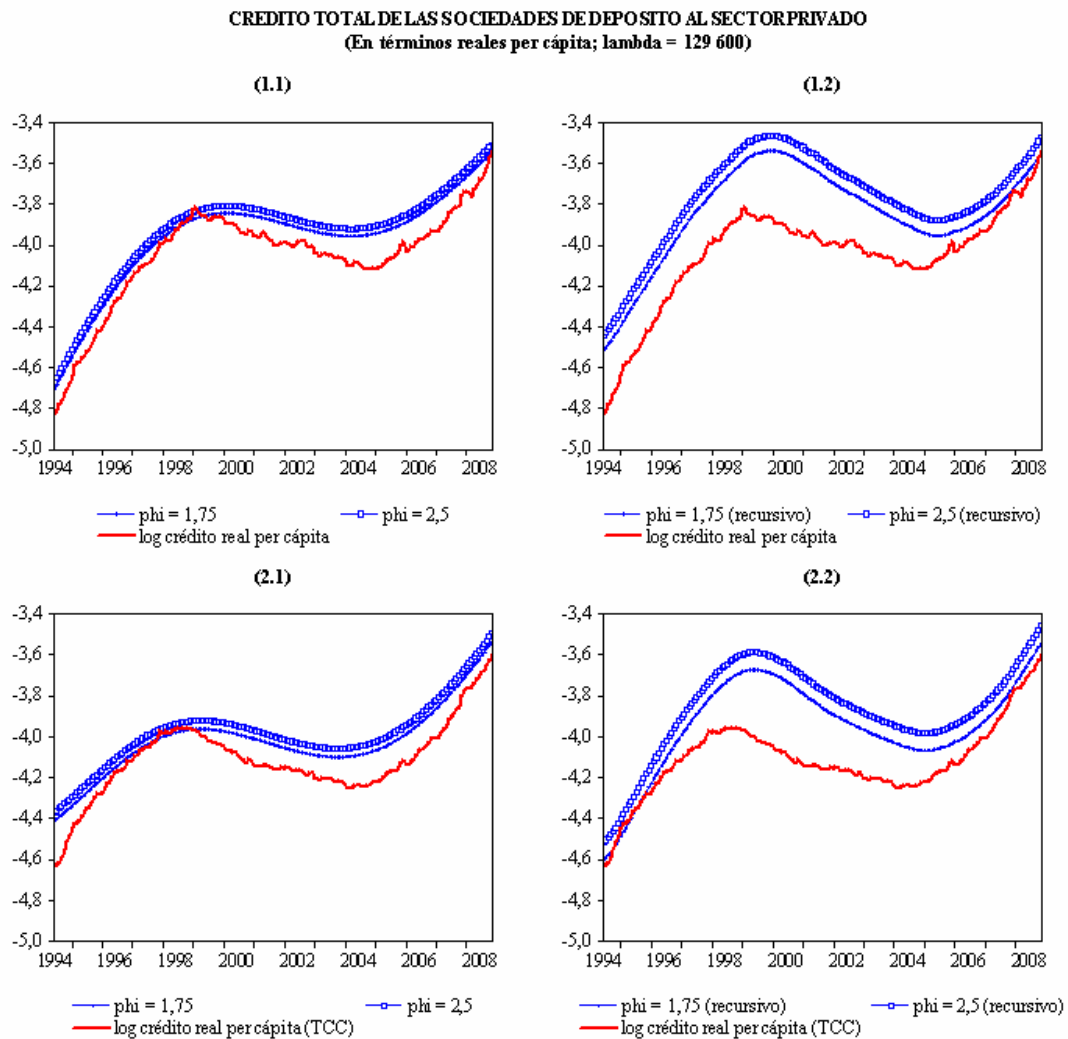 CREDITO TOTAL DE LAS SOCIEDADES DE DEPOSITO AL SECTOR PRIVADO
(En términos reales per cápita; lambda = 129 600)
(1.1)
-3,4
-3,6
-3,8
-4,0
-4,2
-4,4
-4,6
-4,8
-5,0
1994 1996 1998 2000 2002 2004 2006 2008
phi = 1,75 phi = 2,5
log crédito real per cápita
(1.2)
-3,4
-3,6
-3,8
-4,0
-4,2
-4,4
-4,6
-4,8
-5,0
1994 1996 1998 2000 2002 2004 2006 2008
phi = 1,75 (recursivo) phi = 2,5 (recursivo)
log crédito real per cápita
(2.1)
-3,4
-3,6
-3,8
-4,0
-4,2
-4,4
-4,6
-4,8
-5,0
1994 1996 1998 2000 2002 2004 2006 2008
phi = 1,75 phi = 2,5
log crédito real per cápita (TCC)
(2.2)
-3,4
-3,6
-3,8
-4,0
-4,2
-4,4
-4,6
-4,8
-5,0
1994 1996 1998 2000 2002 2004 2006 2008
phi = 1,75 (recursivo) phi = 2,5 (recursivo)
log crédito real per cápita (TCC)